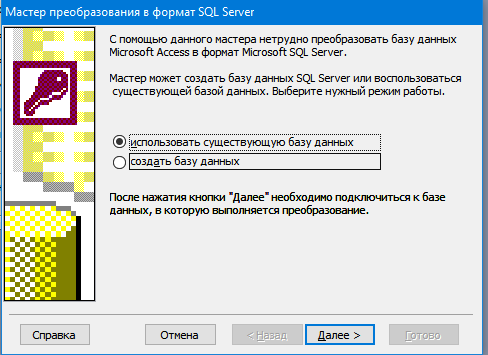 Мастер преобразования в формат SQL Server
С помощью данного мастера нетрудно преобразовать базу данных
Microsoft Access в формат Microsoft SQL Server.
Мастер может создать базу данных SQL Server или воспользоваться
существующей базой данных. Выберите нужный режим работы.
использовать существующую базу данных
создать базу данных
После нажатия кнопки "Далее" необходимо подключиться к базе
данных, в которую выполняется преобразование.
Справка
Отмена
< Назад
Далее >
Готово